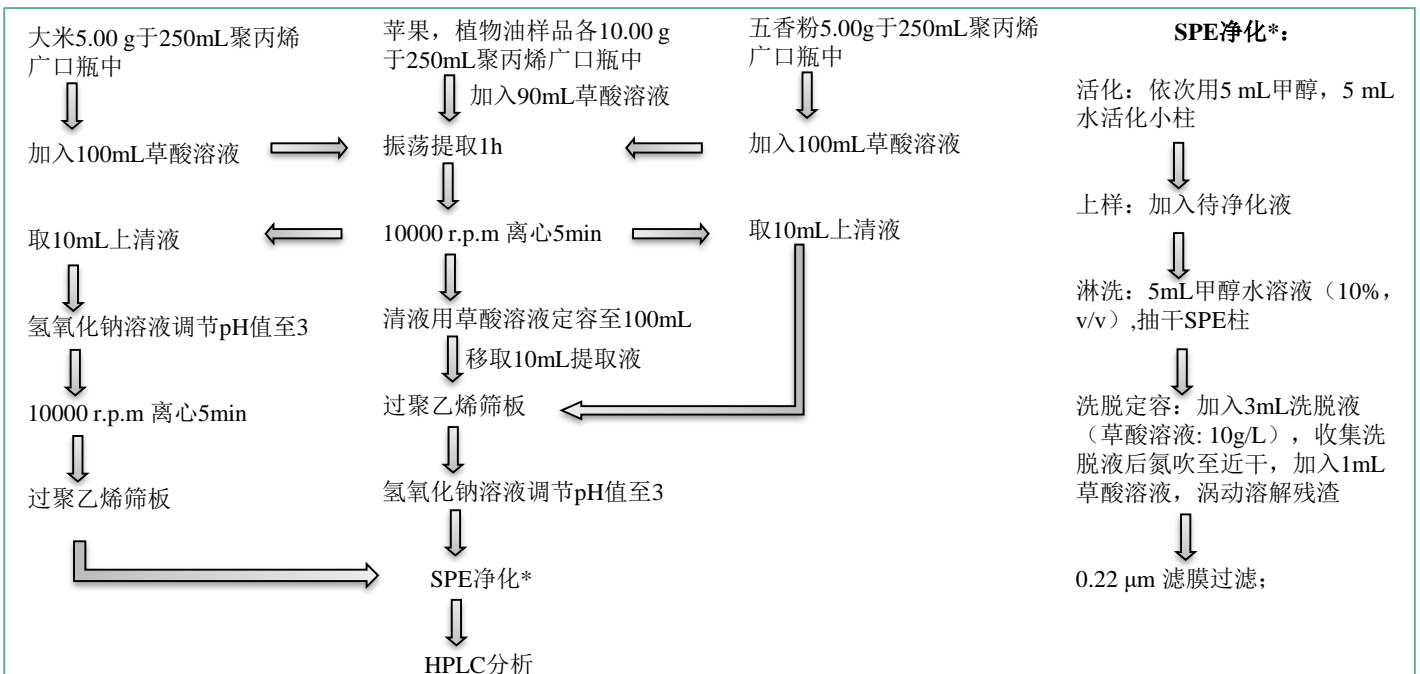 大米5.00 g于250mL聚丙烯
广口瓶中
加入100mL草酸溶液
取10mL上清液
氢氧化钠溶液调节pH值至3
10000 r.p.m 离心5min
过聚乙烯筛板
苹果，植物油样品各10.00 g
于250mL聚丙烯广口瓶中
加入90mL草酸溶液
振荡提取1h
10000 r.p.m 离心5min
清液用草酸溶液定容至100mL
移取10mL提取液
过聚乙烯筛板
氢氧化钠溶液调节pH值至3
SPE净化*
HPLC分析
五香粉5.00g于250mL聚丙烯
广口瓶中
加入100mL草酸溶液
取10mL上清液
SPE净化*：
活化：依次用5 mL甲醇，5 mL
水活化小柱
上样：加入待净化液
淋洗：5mL甲醇水溶液（10%，
v/v）,抽干SPE柱
洗脱定容：加入3mL洗脱液
（草酸溶液: 10g/L），收集洗
脱液后氮吹至近干，加入1mL
草酸溶液，涡动溶解残渣
0.22 μm 滤膜过滤；